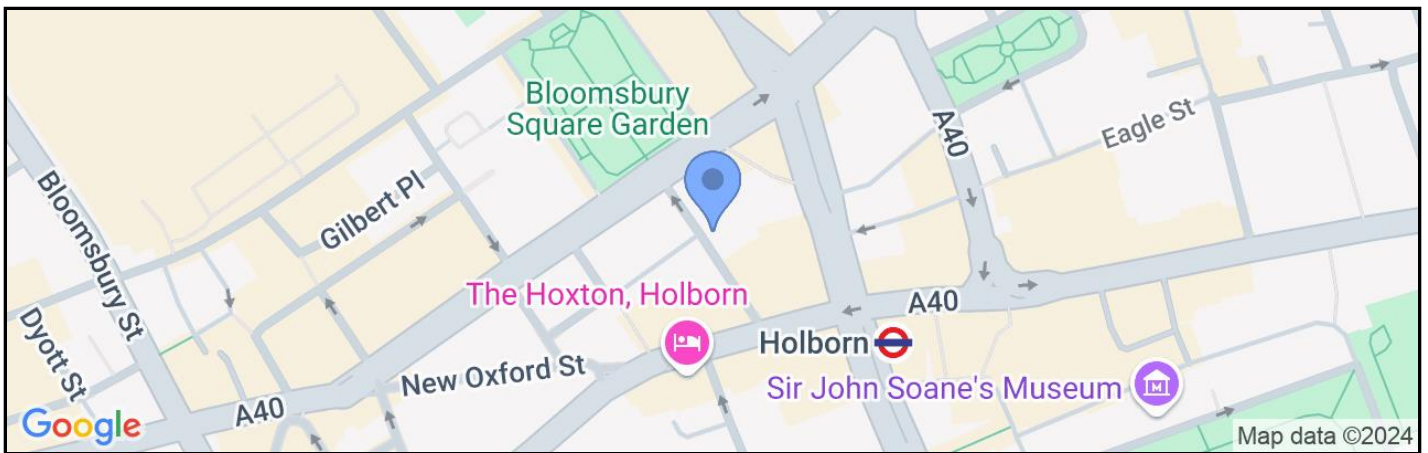 Bloomsbury
Square Garden
A40
Eagle St
Bloomsbury St
Gilbert Pl
The Hoxton, Holborn
A40
Dyott St
Holborn
New Oxford St
Sir John Soane's Museum
M
A40
Google
Map data ©2024